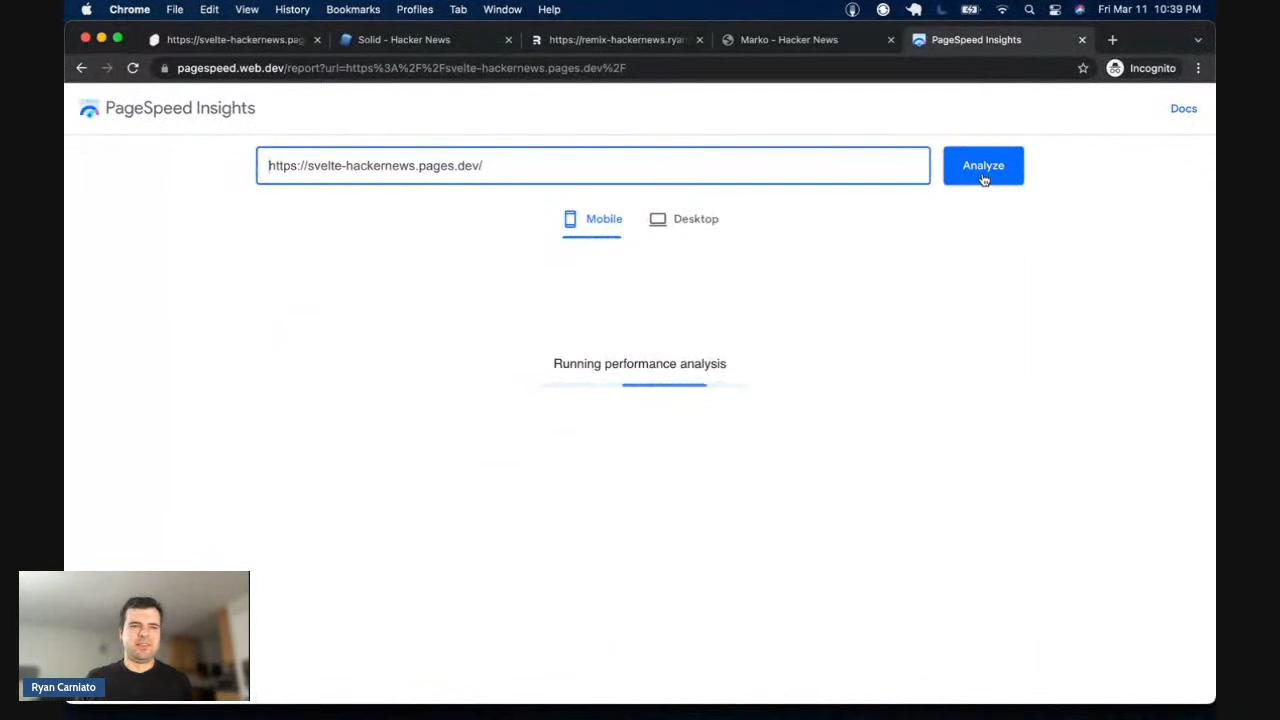 Chrome File Edit View History Bookmarks Profiles Tab Window Help Fri Mar 11 10:39 PM
https://svelte-hackernews.pag Solid - Hacker News https://remix-hackernews.ryan Marko - Hacker News PageSpeed Insights
pagespeed.web.dev/report?url=https%3A%2F%2Fsvelte-hackernews.pages.dev%2F Incognito
PageSpeed Insights Docs
https://svelte-hackernews.pages.dev/ Analyze
Mobile Desktop
Running performance analysis
Ryan Carniato